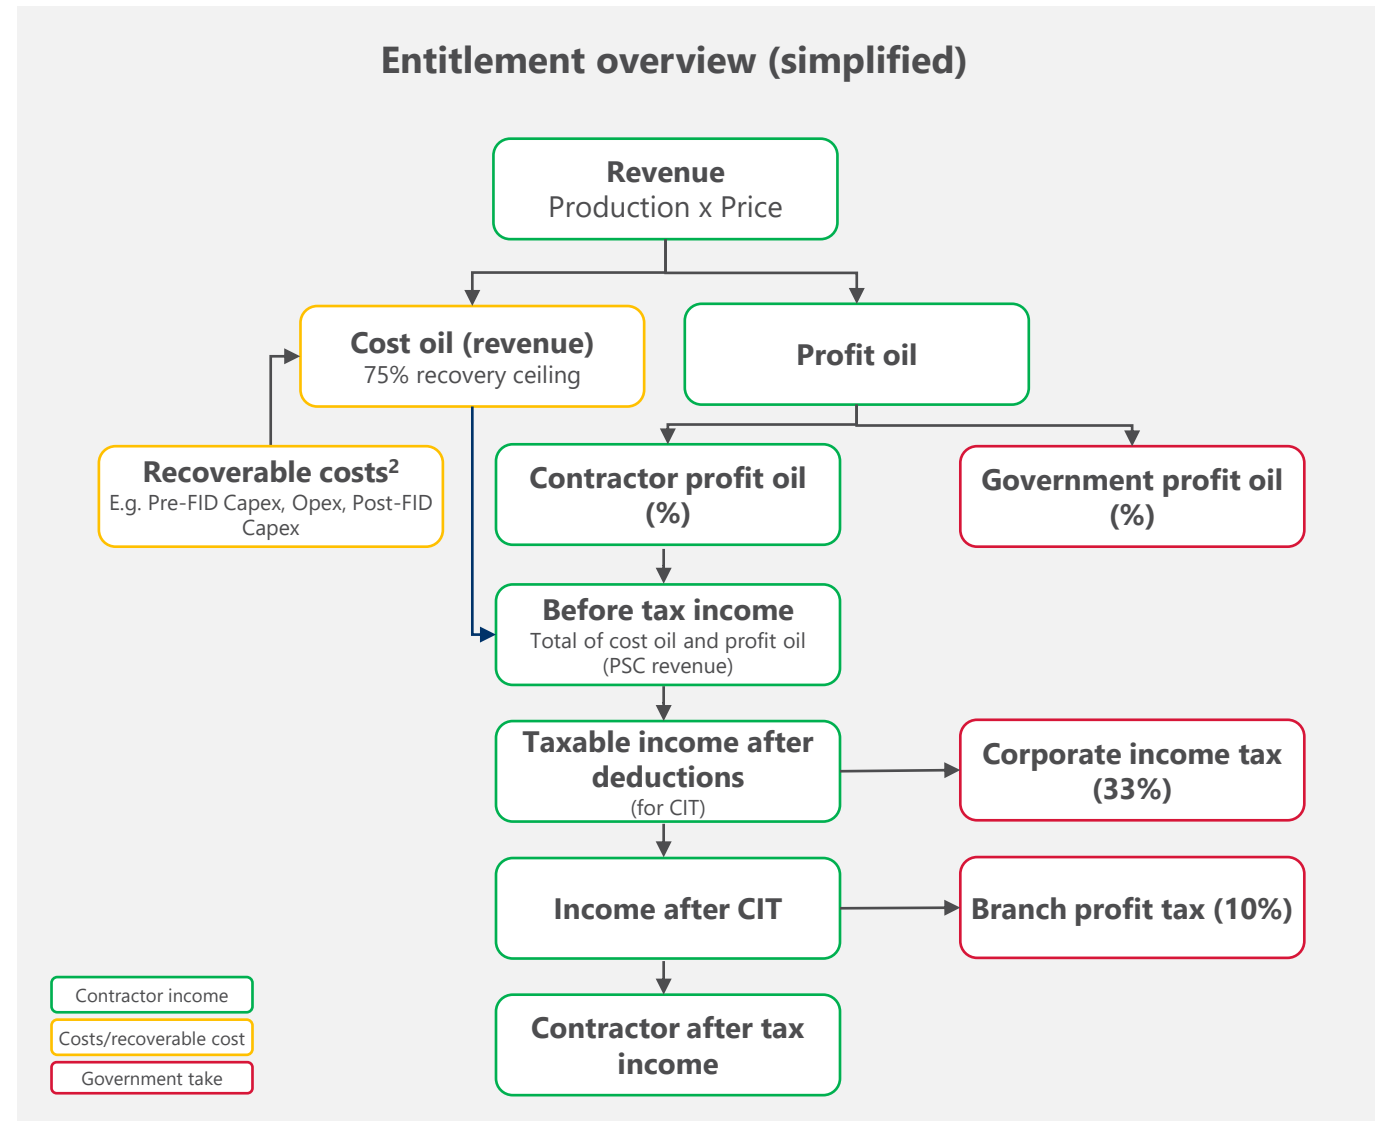 Entitlement overview (simplified)
Revenue
Production x Price
Cost oil (revenue)
75% recovery ceiling
Profit oil
Recoverable costs²
E.g. Pre-FID Capex, Opex, Post-FID
Capex
Contractor profit oil
(%)
Government profit oil
(%)
Before tax income
Total of cost oil and profit oil
(PSC revenue)
Taxable income after
deductions
(for CIT)
Corporate income tax
(33%)
Income after CIT
Branch profit tax (10%)
Contractor after tax
income
Contractor income
Costs/recoverable cost
Government take